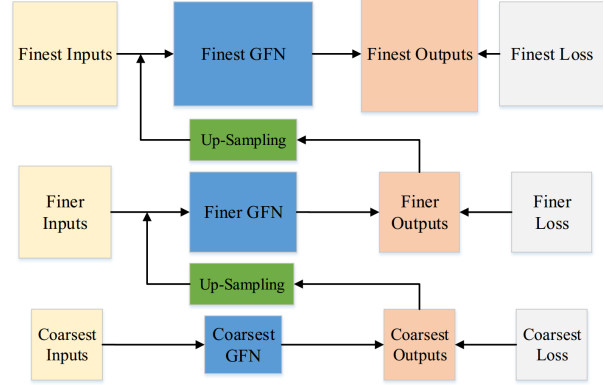 Finest Inputs
Finest GFN
Finest Outputs
Finest Loss
Up-Sampling
Finer
Inputs
Finer GFN
Finer
Outputs
Finer
Loss
Up-Sampling
Coarsest
Inputs
Coarsest
GFN
Coarsest
Outputs
Coarsest
Loss